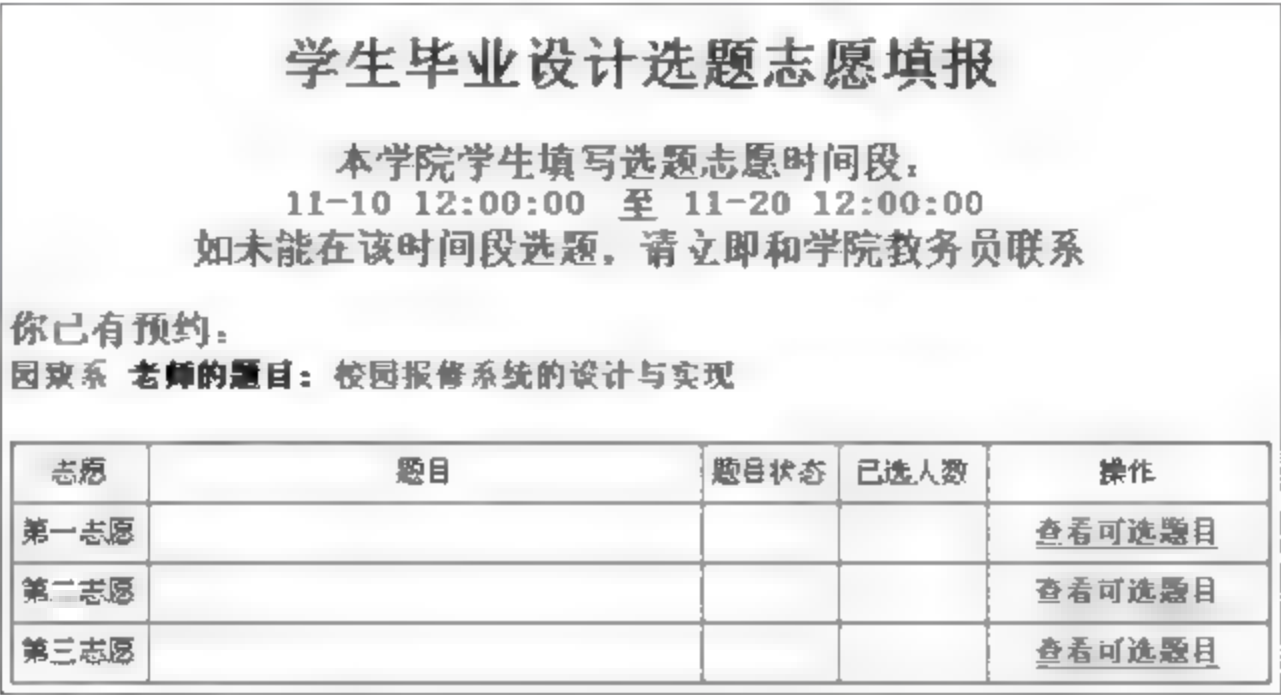 学生毕业设计选题志愿填报
本学院学生填写选题志愿时间段：
11-10 12:00:00 至 11-20 12:00:00
如未能在该时间段选题，请立即和学院教务员联系
你已有预约：
老师的题目：校园报修系统的设计与实现
志愿 题目 题目状态 已选人数 操作
第一志愿 查看可选题目
第二志愿 查看可选题目
第三志愿 查看可选题目